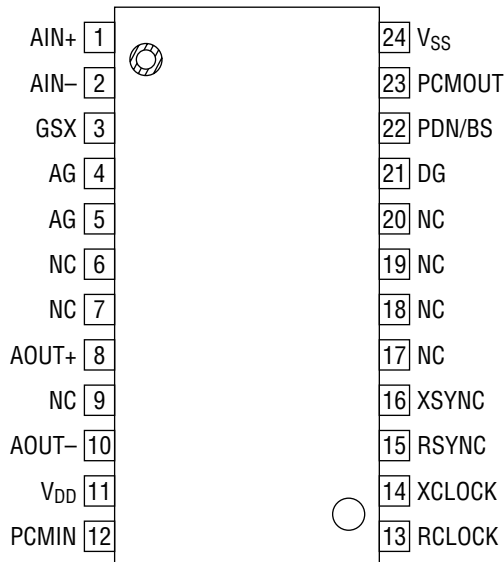 AIN+ 1
AIN– 2
GSX 3
AG 4
AG 5
NC 6
NC 7
AOUT+ 8
NC 9
AOUT– 10
VDD 11
PCMIN 12
24 VSS
23 PCMOUT
22 PDN/BS
21 DG
20 NC
19 NC
18 NC
17 NC
16 XSYNC
15 RSYNC
14 XCLOCK
13 RCLOCK